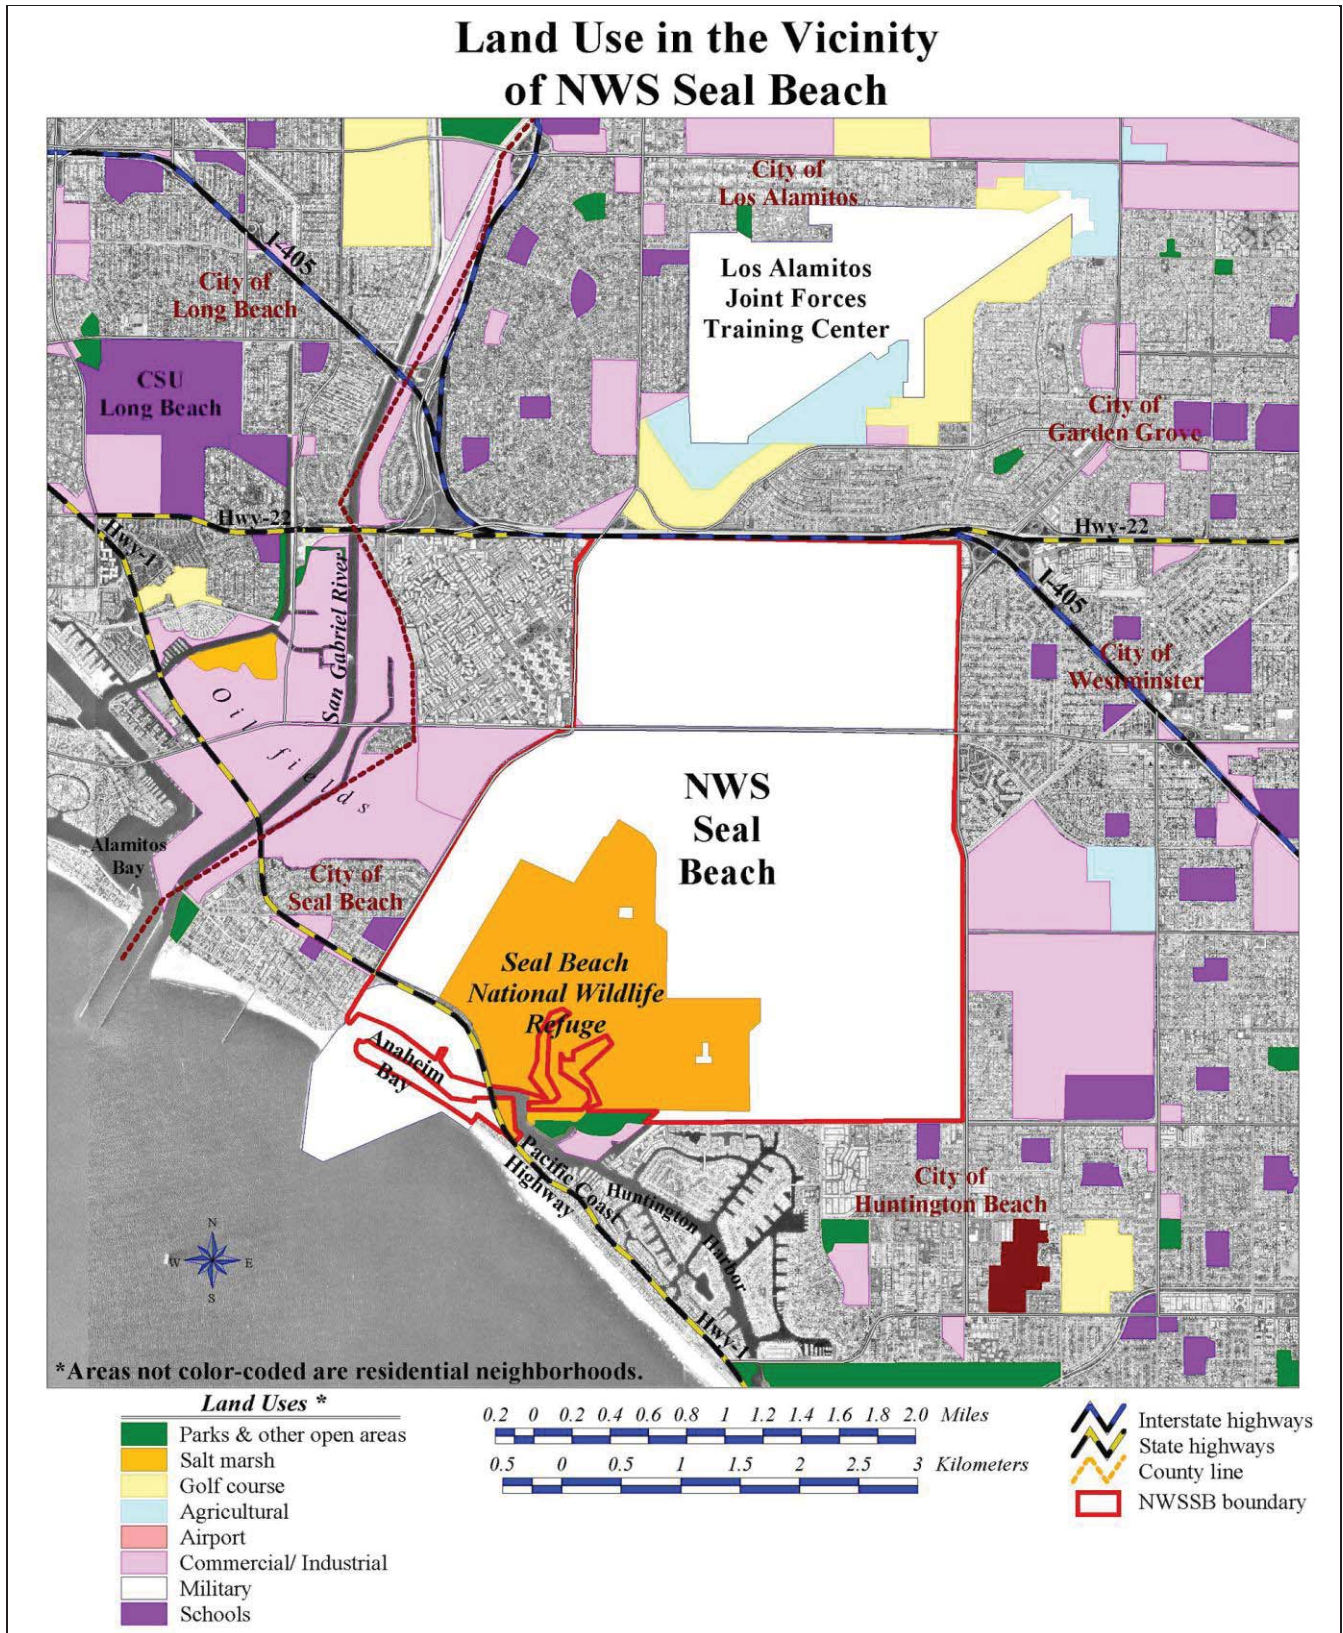 Land Use in the Vicinity
of NWS Seal Beach
City of
Los Alamitos
I-405
City of
Long Beach
Los Alamitos
Joint Forces
Training Center
CSU
Long Beach
City of
Garden Grove
Hwy-22
Hwy-22
Hwy-1
I-405
San Gabriel River
City of
Westminster
Oil
fields
NWS
Seal
Beach
Alamitos
Bay
City of
Seal Beach
Seal Beach
National Wildlife
Refuge
Anaheim
Bay
Pacific Coast
Highway
Huntington
Harbor
City of
Huntington Beach
N
W
E
S
Hwy-1
*Areas not color-coded are residential neighborhoods.
Land Uses *
Parks & other open areas
Salt marsh
Golf course
Agricultural
Airport
Commercial/ Industrial
Military
Schools
0.2 0 0.2 0.4 0.6 0.8 1 1.2 1.4 1.6 1.8 2.0 Miles
0.5 0 0.5 1 1.5 2 2.5 3 Kilometers
Interstate highways
State highways
County line
NWSSB boundary